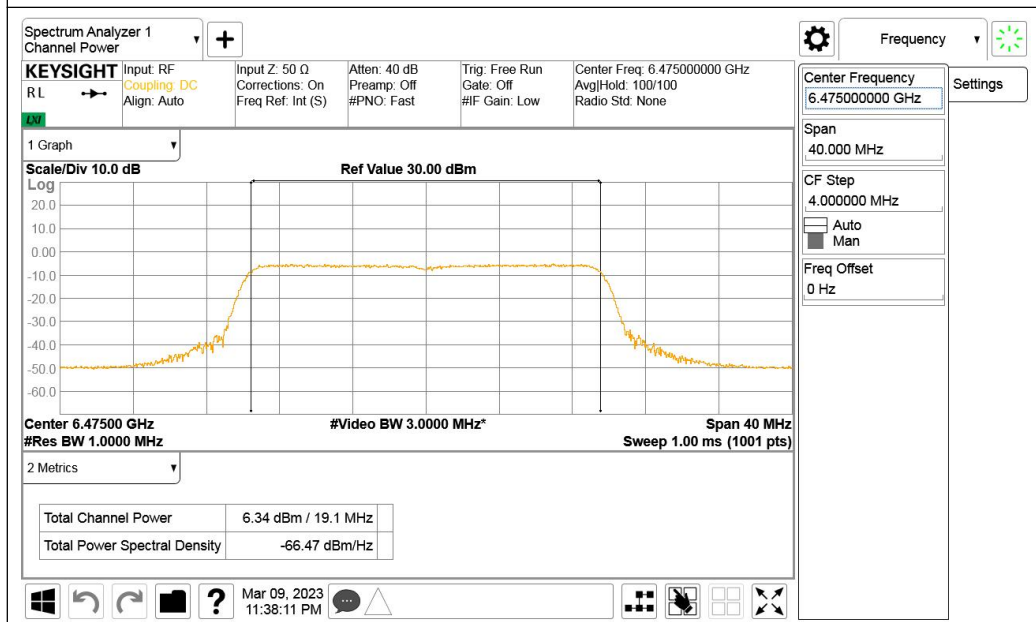 Spectrum Analyzer 1
Channel Power
Frequency
KEYSIGHT
RL
LXI
Input: RF
Coupling: DC
Align: Auto
Input Z: 50 Ω
Corrections: On
Freq Ref: Int (S)
Atten: 40 dB
Preamp: Off
#PNO: Fast
Trig: Free Run
Gate: Off
#IF Gain: Low
Center Freq: 6.475000000 GHz
Avg|Hold: 100/100
Radio Std: None
Center Frequency
6.475000000 GHz
Settings
Span
40.000 MHz
CF Step
4.000000 MHz
Auto
Man
Freq Offset
0 Hz
1 Graph
Scale/Div 10.0 dB
Ref Value 30.00 dBm
Log
20.0
10.0
0.00
-10.0
-20.0
-30.0
-40.0
-50.0
-60.0
Center 6.47500 GHz
#Video BW 3.0000 MHz*
Span 40 MHz
#Res BW 1.0000 MHz
Sweep 1.00 ms (1001 pts)
2 Metrics
Total Channel Power 6.34 dBm / 19.1 MHz
Total Power Spectral Density -66.47 dBm/Hz
?
Mar 09, 2023
11:38:11 PM